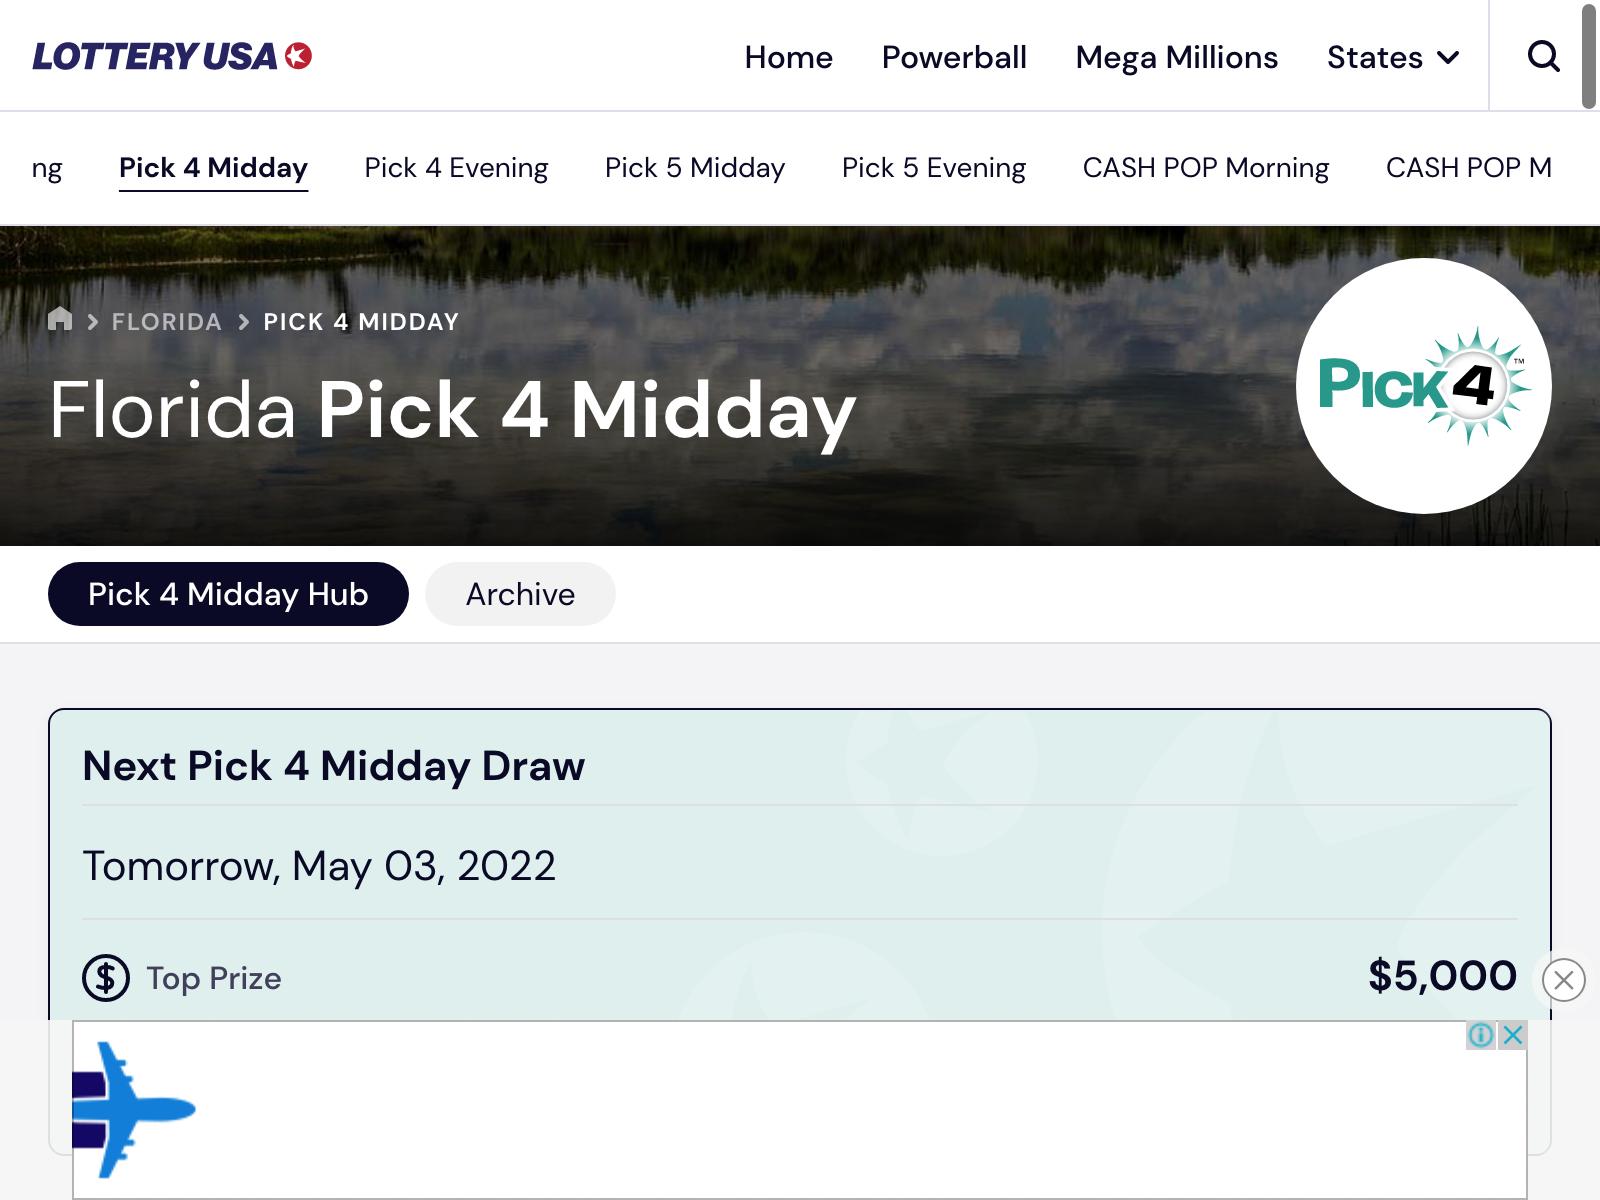 LOTTERY USA
Home
Powerball
Mega Millions
States
ng
Pick 4 Midday
Pick 4 Evening
Pick 5 Midday
Pick 5 Evening
CASH POP Morning
CASH POP M
FLORIDA
PICK 4 MIDDAY
Florida Pick 4 Midday
PICK 4 ™
Pick 4 Midday Hub
Archive
Next Pick 4 Midday Draw
Tomorrow, May 03, 2022
$ Top Prize
$5,000